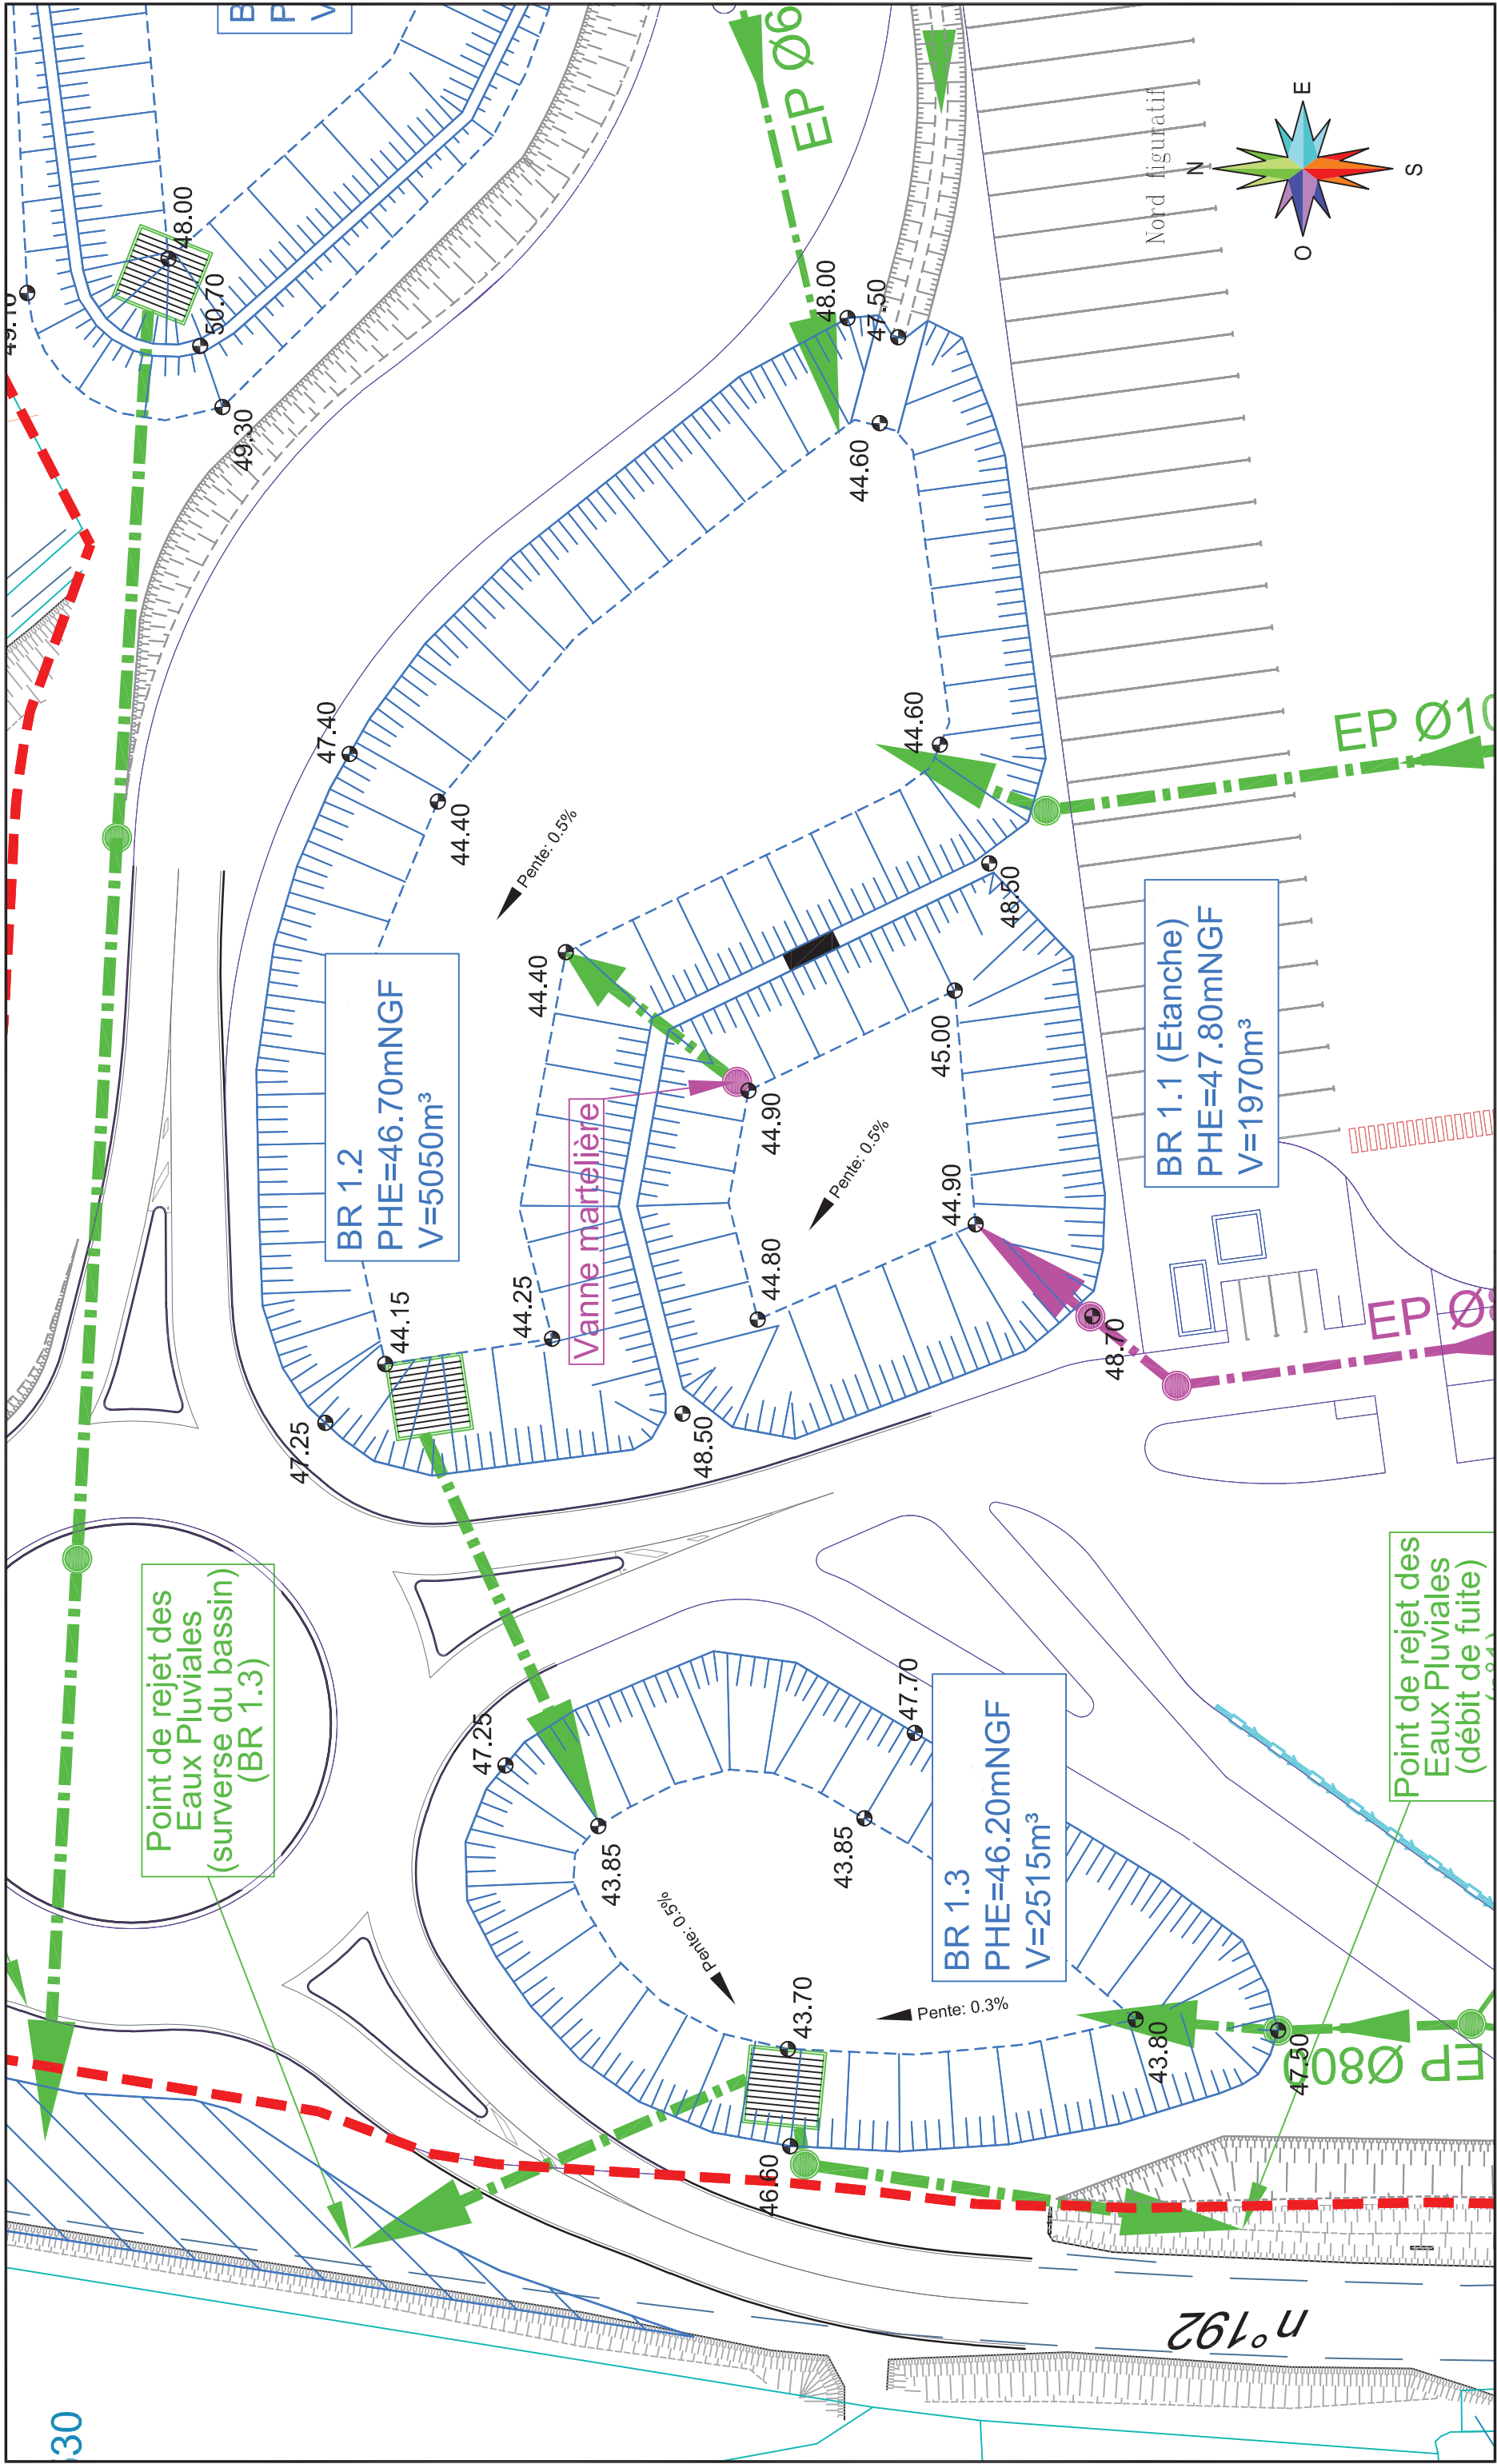 48.00
50.70
49.30
EP Ø6
Nord figuratif
N
E
S
O
48.00
47.50
44.60
47.40
44.40
Pente: 0.5%
44.60
EP Ø10
48.50
44.40
BR 1.2
PHE=46.70mNGF
V=5050m³
Vanne martelière
44.90
45.00
BR 1.1 (Etanche)
PHE=47.80mNGF
V=1970m³
Pente: 0.5%
44.90
44.80
44.25
44.15
47.25
48.50
48.70
EP Ø8
Point de rejet des
Eaux Pluviales
(surverse du bassin)
(BR 1.3)
Point de rejet des
Eaux Pluviales
(débit de fuite)
47.25
47.70
43.85
43.85
BR 1.3
PHE=46.20mNGF
V=2515m³
Pente: 0.5%
Pente: 0.3%
43.70
43.80
47.50
EP Ø800
46.60
n°192